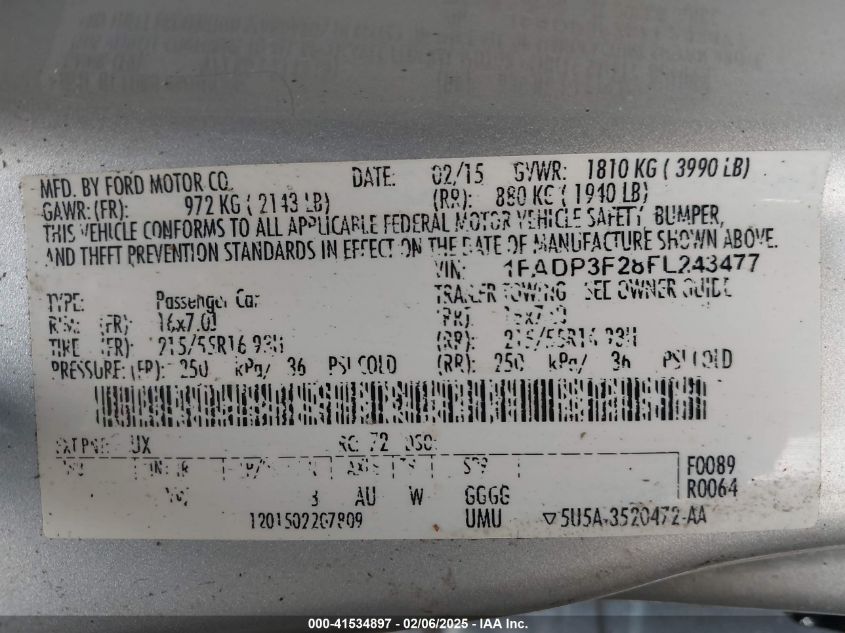 MFD. BY FORD MOTOR CO. DATE: 02/15 GVWR: 1810 KG ( 3990 LB)
GAWR:(FR): 972 KG ( 2143 LB) (RR): 880 KG ( 1940 LB)
THIS VEHICLE CONFORMS TO ALL APPLICABLE FEDERAL MOTOR VEHICLE SAFETY, BUMPER,
AND THEFT PREVENTION STANDARDS IN EFFECT ON THE DATE OF MANUFACTURE SHOWN ABOVE.
VIN: 1FADP3F28FL243477
TYPE: Passenger Car TRAILER TOWING - SEE OWNER GUIDE
RIM: (FR) 16x7.0J
TIRE (FR): 215/55R16 93H (RR): 215/55R16 93H
PRESSURE: (FR): 250 kPa/ 36 PSI COLD (RR): 250 kPa/ 36 PSI COLD
EXT PNT: UX RC: 72 DSO:
F0089
3 AU W GGGG R0064
UMU ▽5U5A-3520472-AA
000-41534897 - 02/06/2025 - IAA Inc.